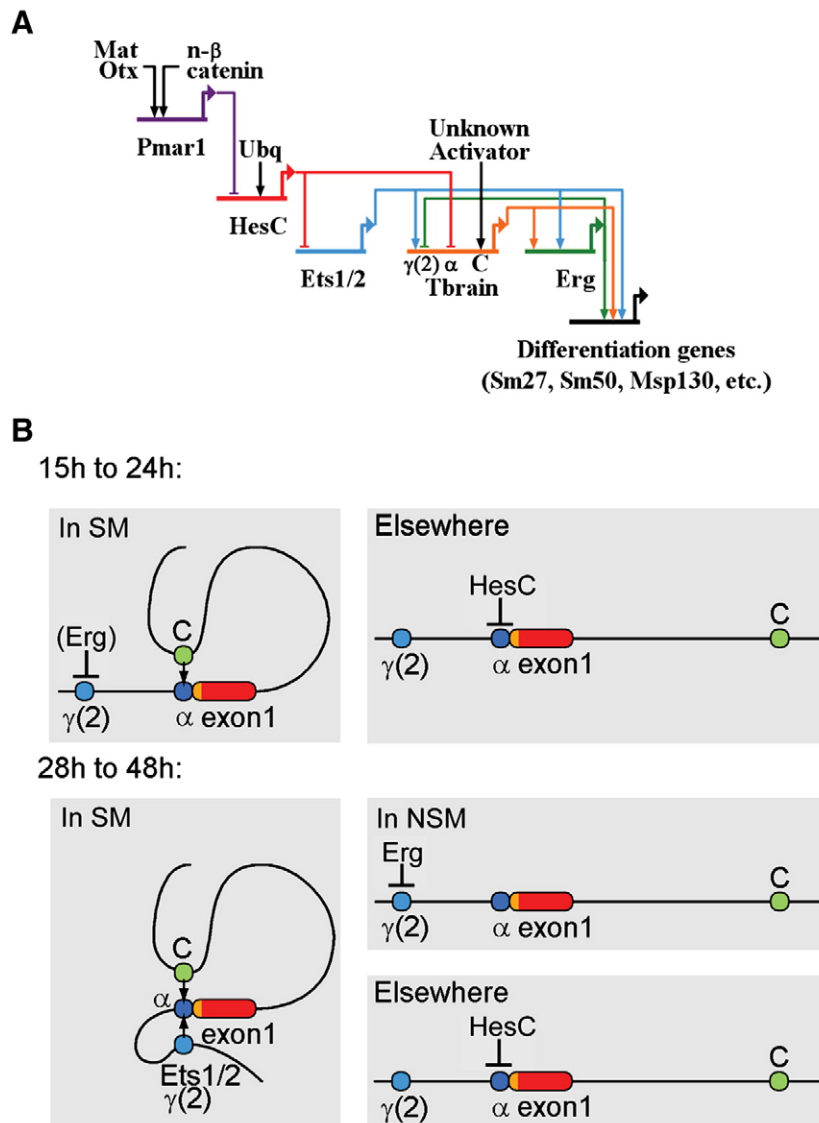 A
Mat n-β
Otx catenin
Pmar1
Ubq
HesC
Unknown
Activator
Ets1/2
γ(2) α C
Tbrain
Erg
Differentiation genes
(Sm27, Sm50, Msp130, etc.)
B
15h to 24h:
In SM
C
(Erg)
γ(2)
α exon1
Elsewhere
HesC
C
γ(2)
α exon1
28h to 48h:
In SM
C
α
exon1
Ets1/2
γ(2)
In NSM
Erg
C
γ(2)
α exon1
Elsewhere
HesC
C
γ(2)
α exon1